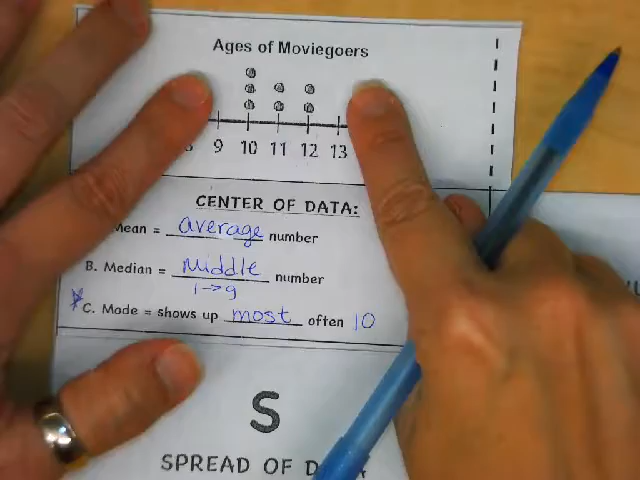 Ages of Moviegoers
9 10 11 12 13
CENTER OF DATA:
Mean = average number
B. Median = Middle number
1→9
C. Mode = shows up most often 10
S
SPREAD OF